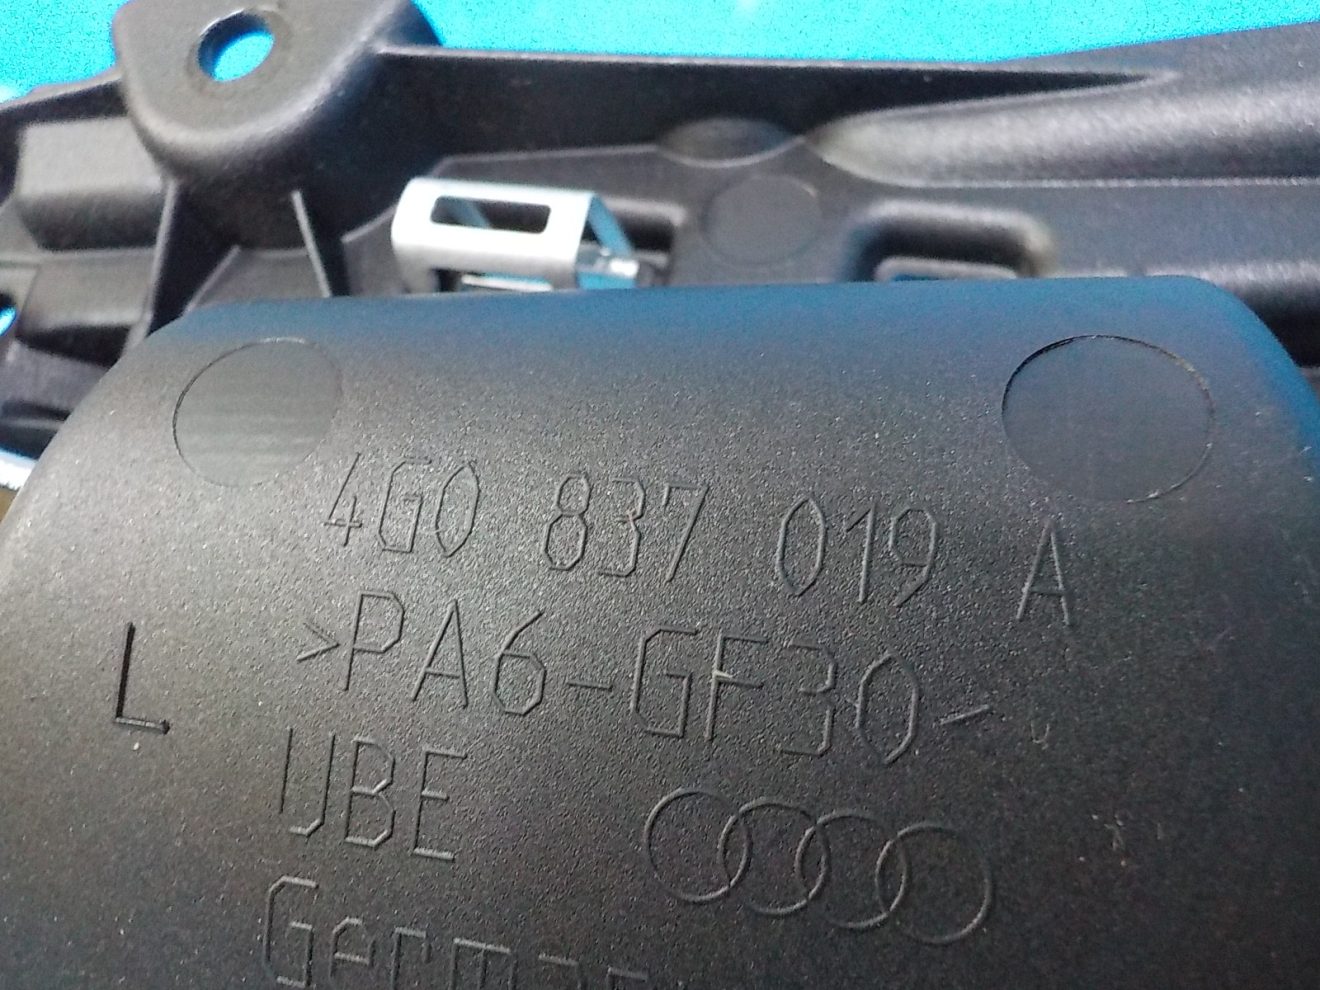 4G0 837 019 A
>PA6-GF30-
L
UBE